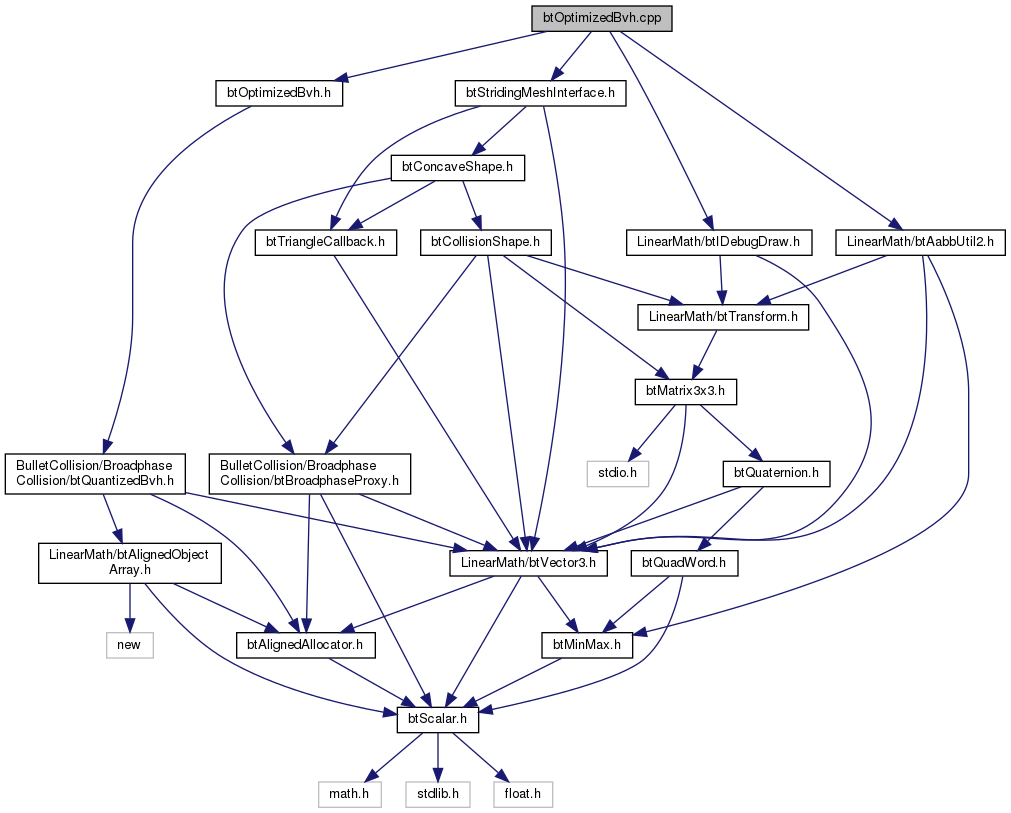 btOptimizedBvh.cpp
btOptimizedBvh.h
btStridingMeshInterface.h
btConcaveShape.h
btTriangleCallback.h
btCollisionShape.h
LinearMath/btIDebugDraw.h
LinearMath/btAabbUtil2.h
LinearMath/btTransform.h
btMatrix3x3.h
BulletCollision/Broadphase
Collision/btQuantizedBvh.h
BulletCollision/Broadphase
Collision/btBroadphaseProxy.h
stdio.h
btQuaternion.h
LinearMath/btAlignedObject
Array.h
LinearMath/btVector3.h
btQuadWord.h
new
btAlignedAllocator.h
btMinMax.h
btScalar.h
math.h
stdlib.h
float.h